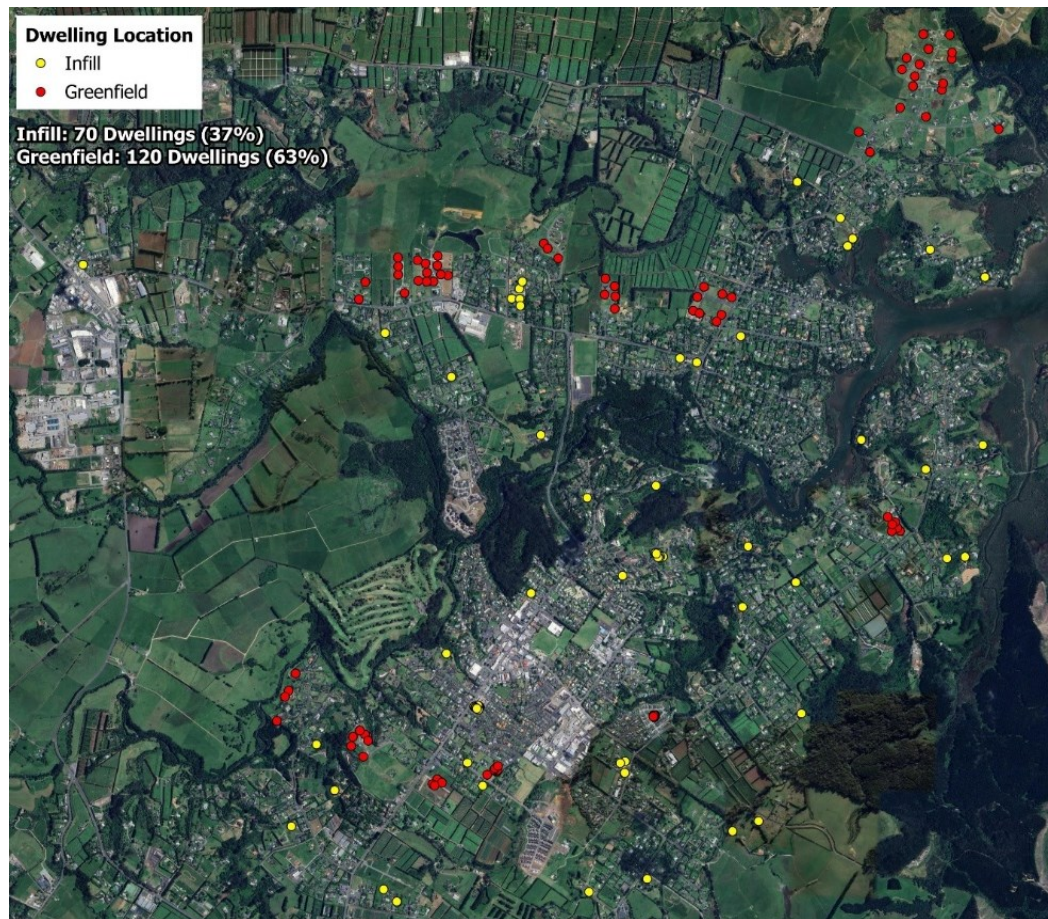 Dwelling Location
Infill
Greenfield
Infill: 70 Dwellings (37%)
Greenfield: 120 Dwellings (63%)